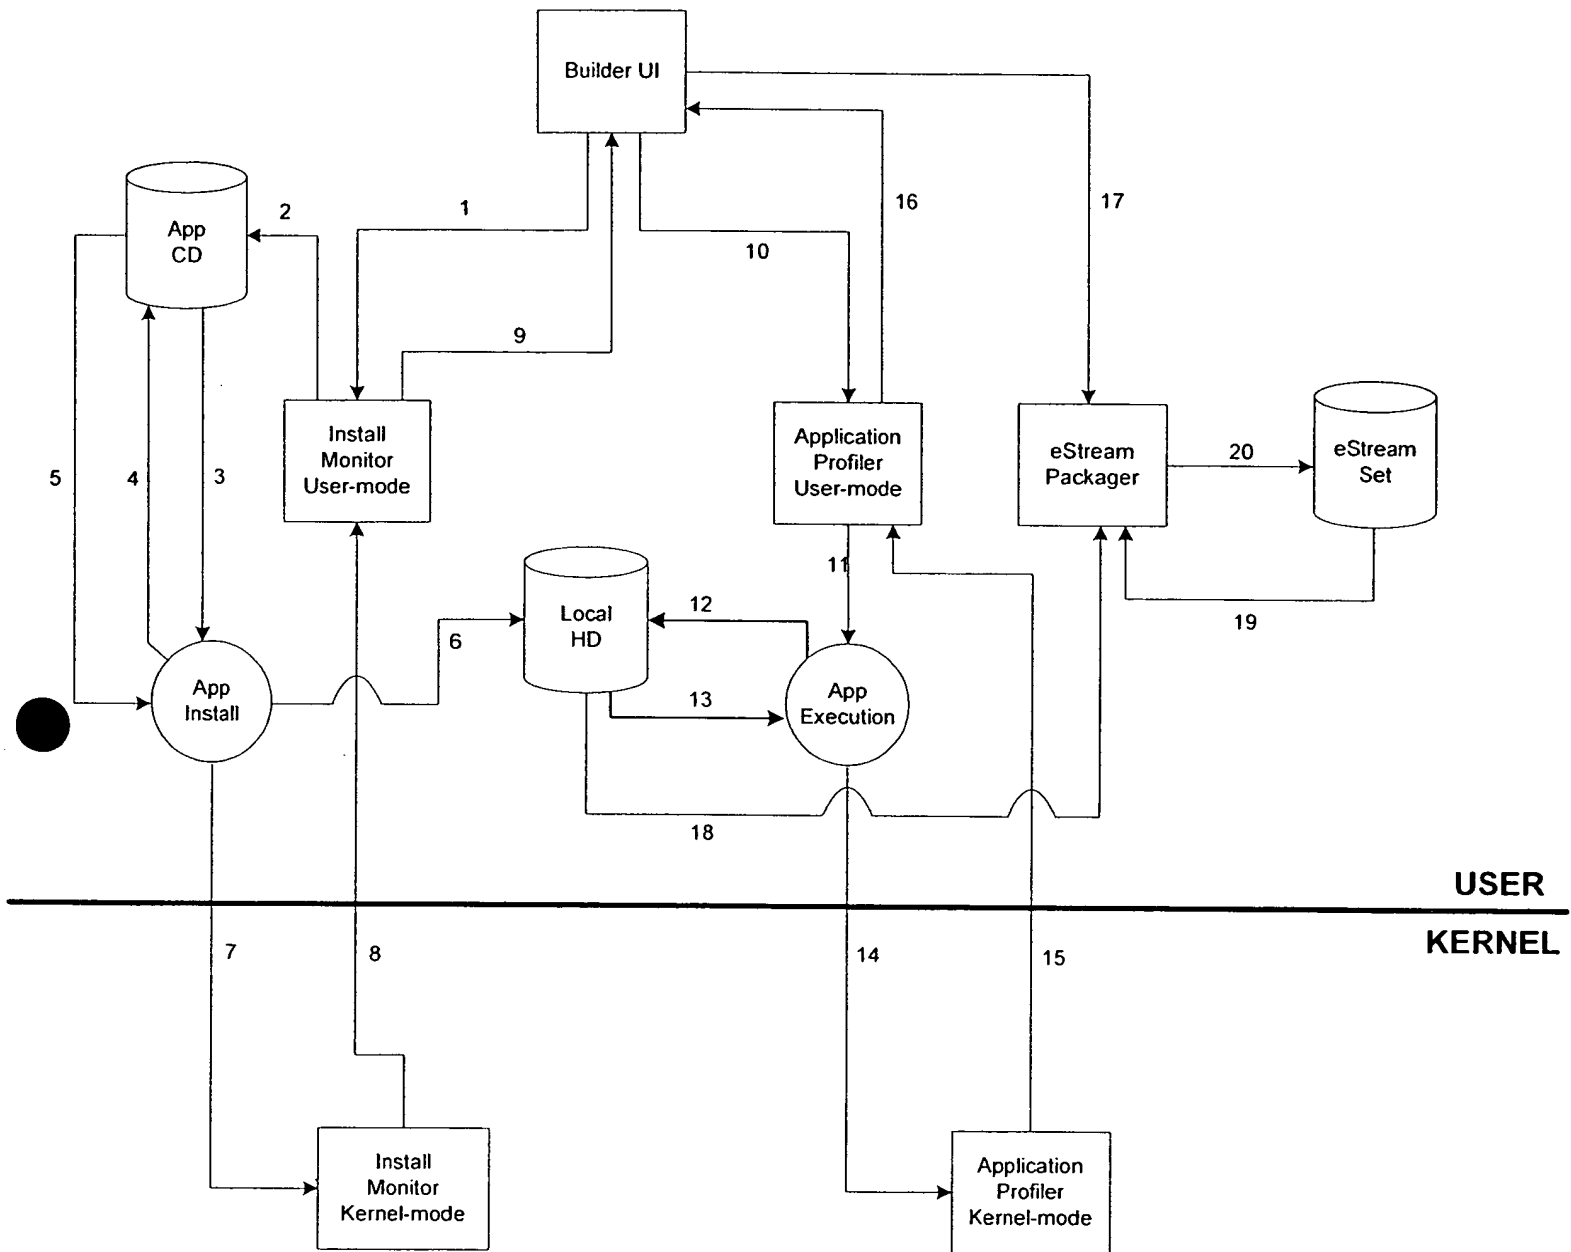 Builder UI
App
CD
2
1
10
16
17
9
Install
Monitor
User-mode
Application
Profiler
User-mode
eStream
Packager
20
eStream
Set
5
4
3
11
Local
HD
12
6
19
App
Install
13
App
Execution
18
USER
KERNEL
7
8
14
15
Install
Monitor
Kernel-mode
Application
Profiler
Kernel-mode